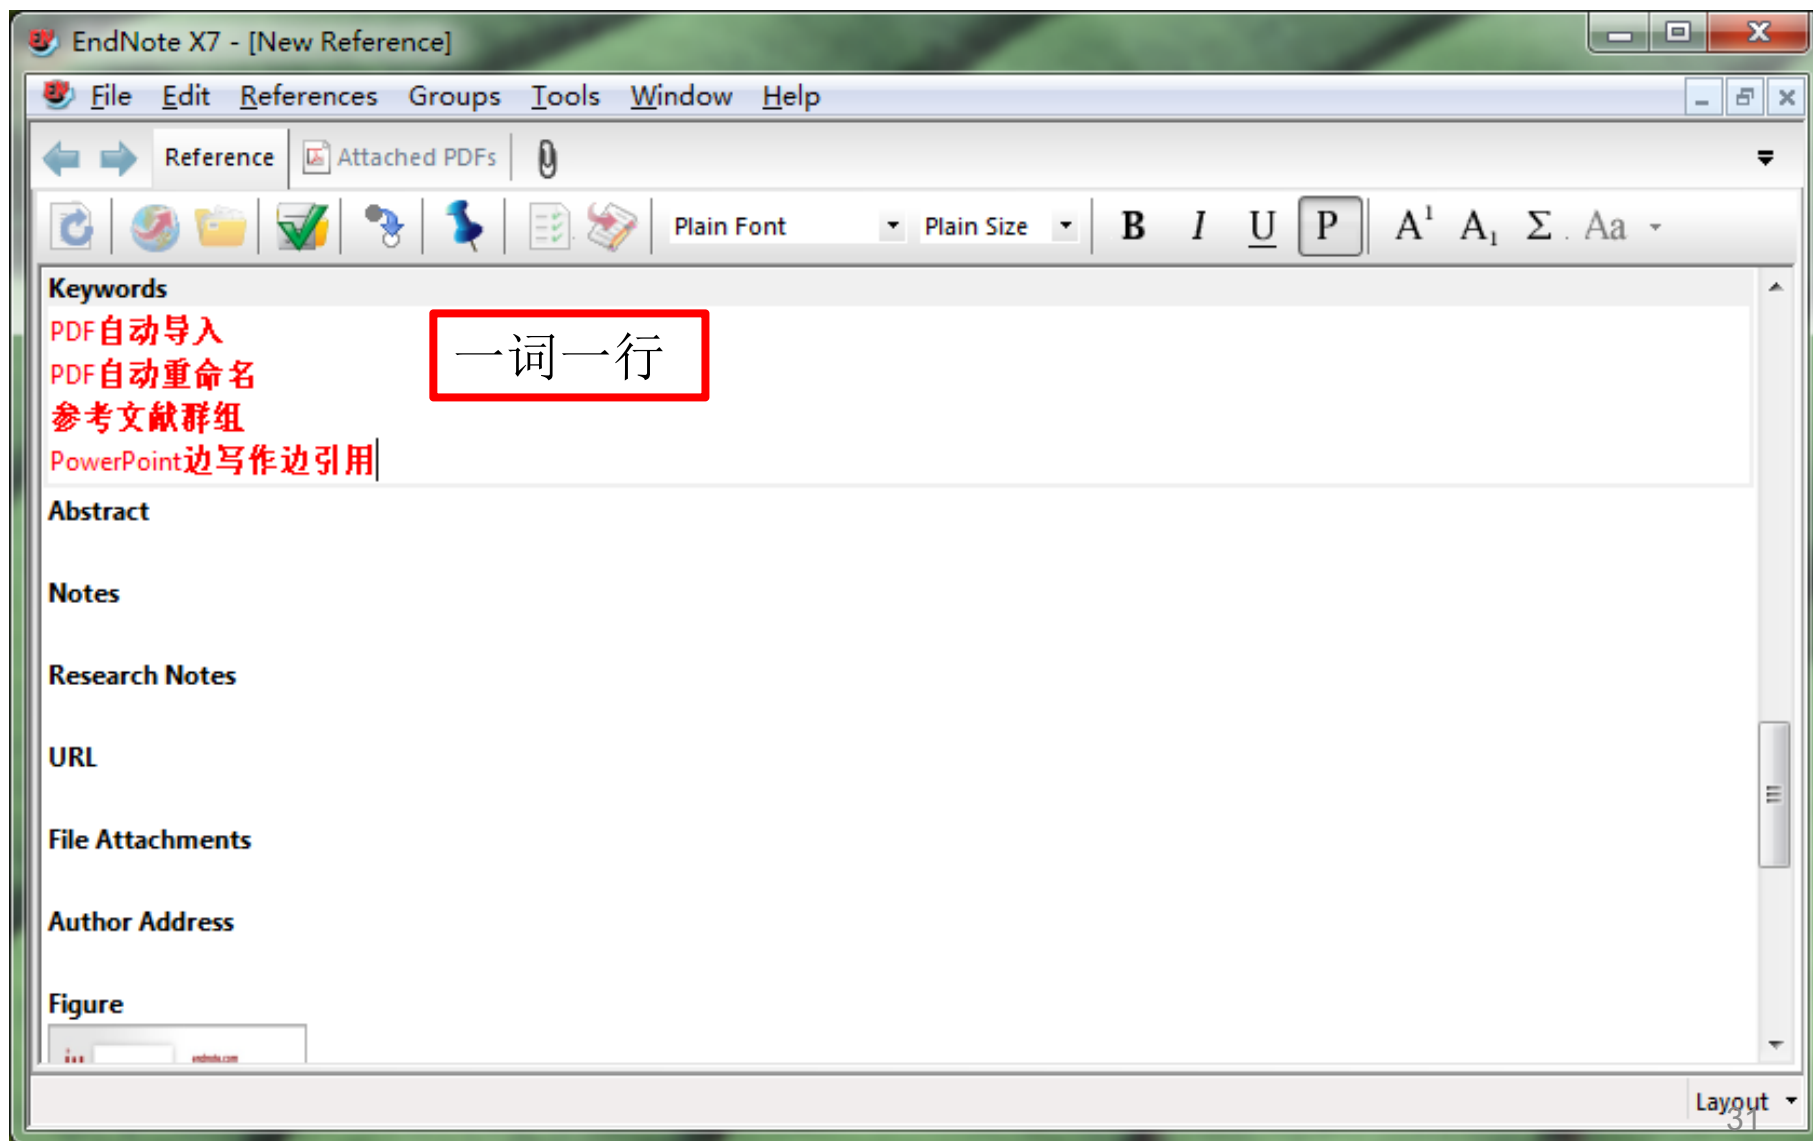 EndNote X7 - [New Reference]
File Edit References Groups Tools Window Help
Reference Attached PDFs
Plain Font Plain Size B I U P A¹ A₁ Σ Aa
Keywords
PDF自动导入
一词一行
PDF自动重命名
参考文献群组
PowerPoint边写作边引用
Abstract
Notes
Research Notes
URL
File Attachments
Author Address
Figure
endnote.com
Layout
31